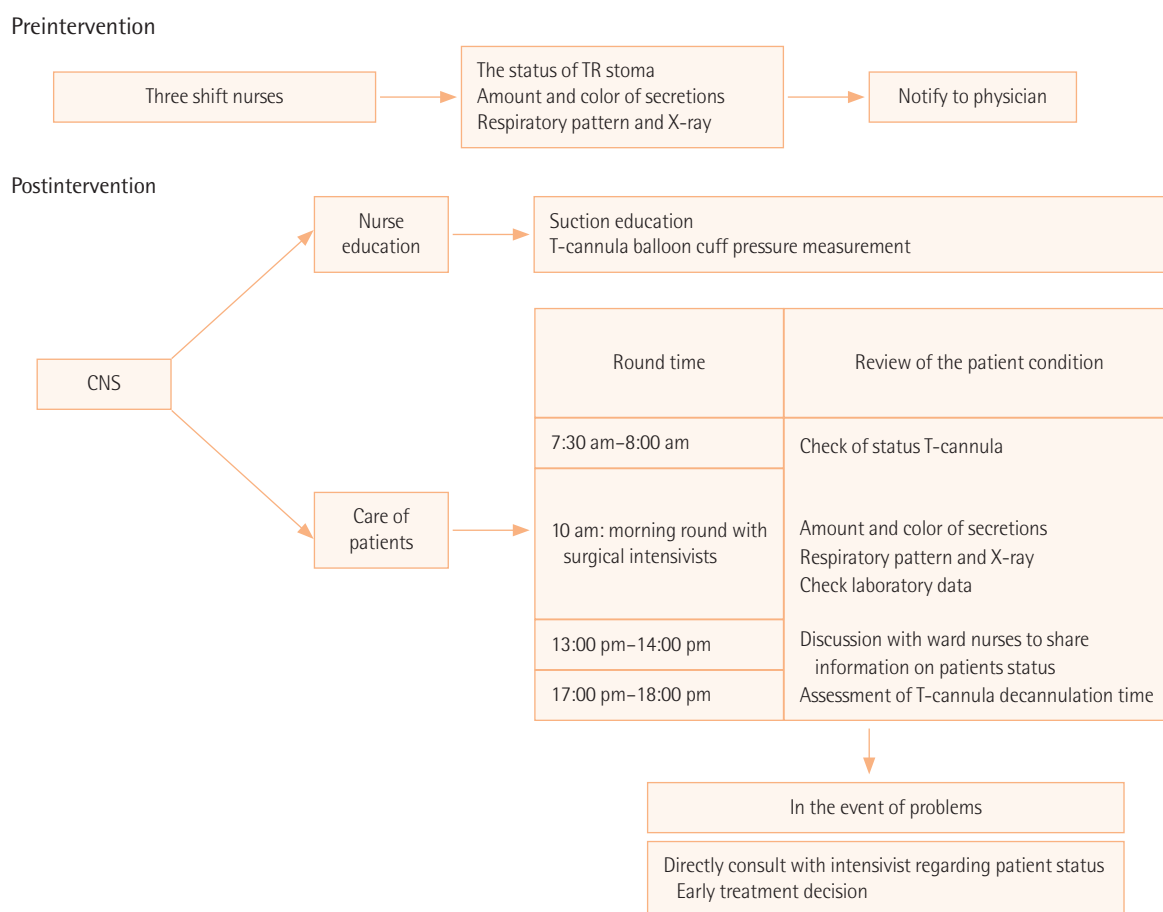 Preintervention
Three shift nurses
The status of TR stoma
Amount and color of secretions
Respiratory pattern and X-ray
Notify to physician
Postintervention
Nurse
education
Suction education
T-cannula balloon cuff pressure measurement
CNS
Care of
patients
Round time
Review of the patient condition
7:30 am–8:00 am
Check of status T-cannula
10 am: morning round with
surgical intensivists
Amount and color of secretions
Respiratory pattern and X-ray
Check laboratory data
13:00 pm–14:00 pm
Discussion with ward nurses to share
information on patients status
17:00 pm–18:00 pm
Assessment of T-cannula decannulation time
In the event of problems
Directly consult with intensivist regarding patient status
Early treatment decision